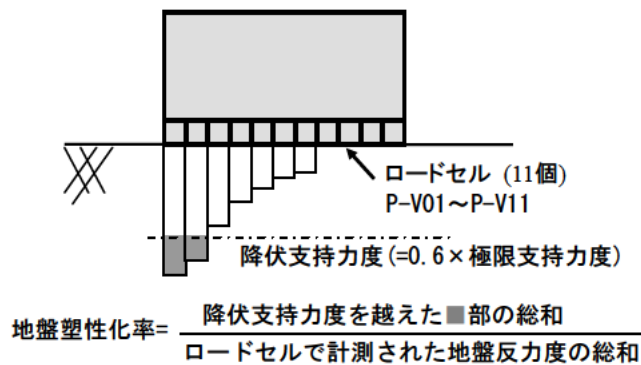 ロードセル (11個)
P-V01～P-V11
降伏支持力度(=0.6×極限支持力度)
地盤塑性化率=
降伏支持力度を越えた■部の総和
ロードセルで計測された地盤反力度の総和